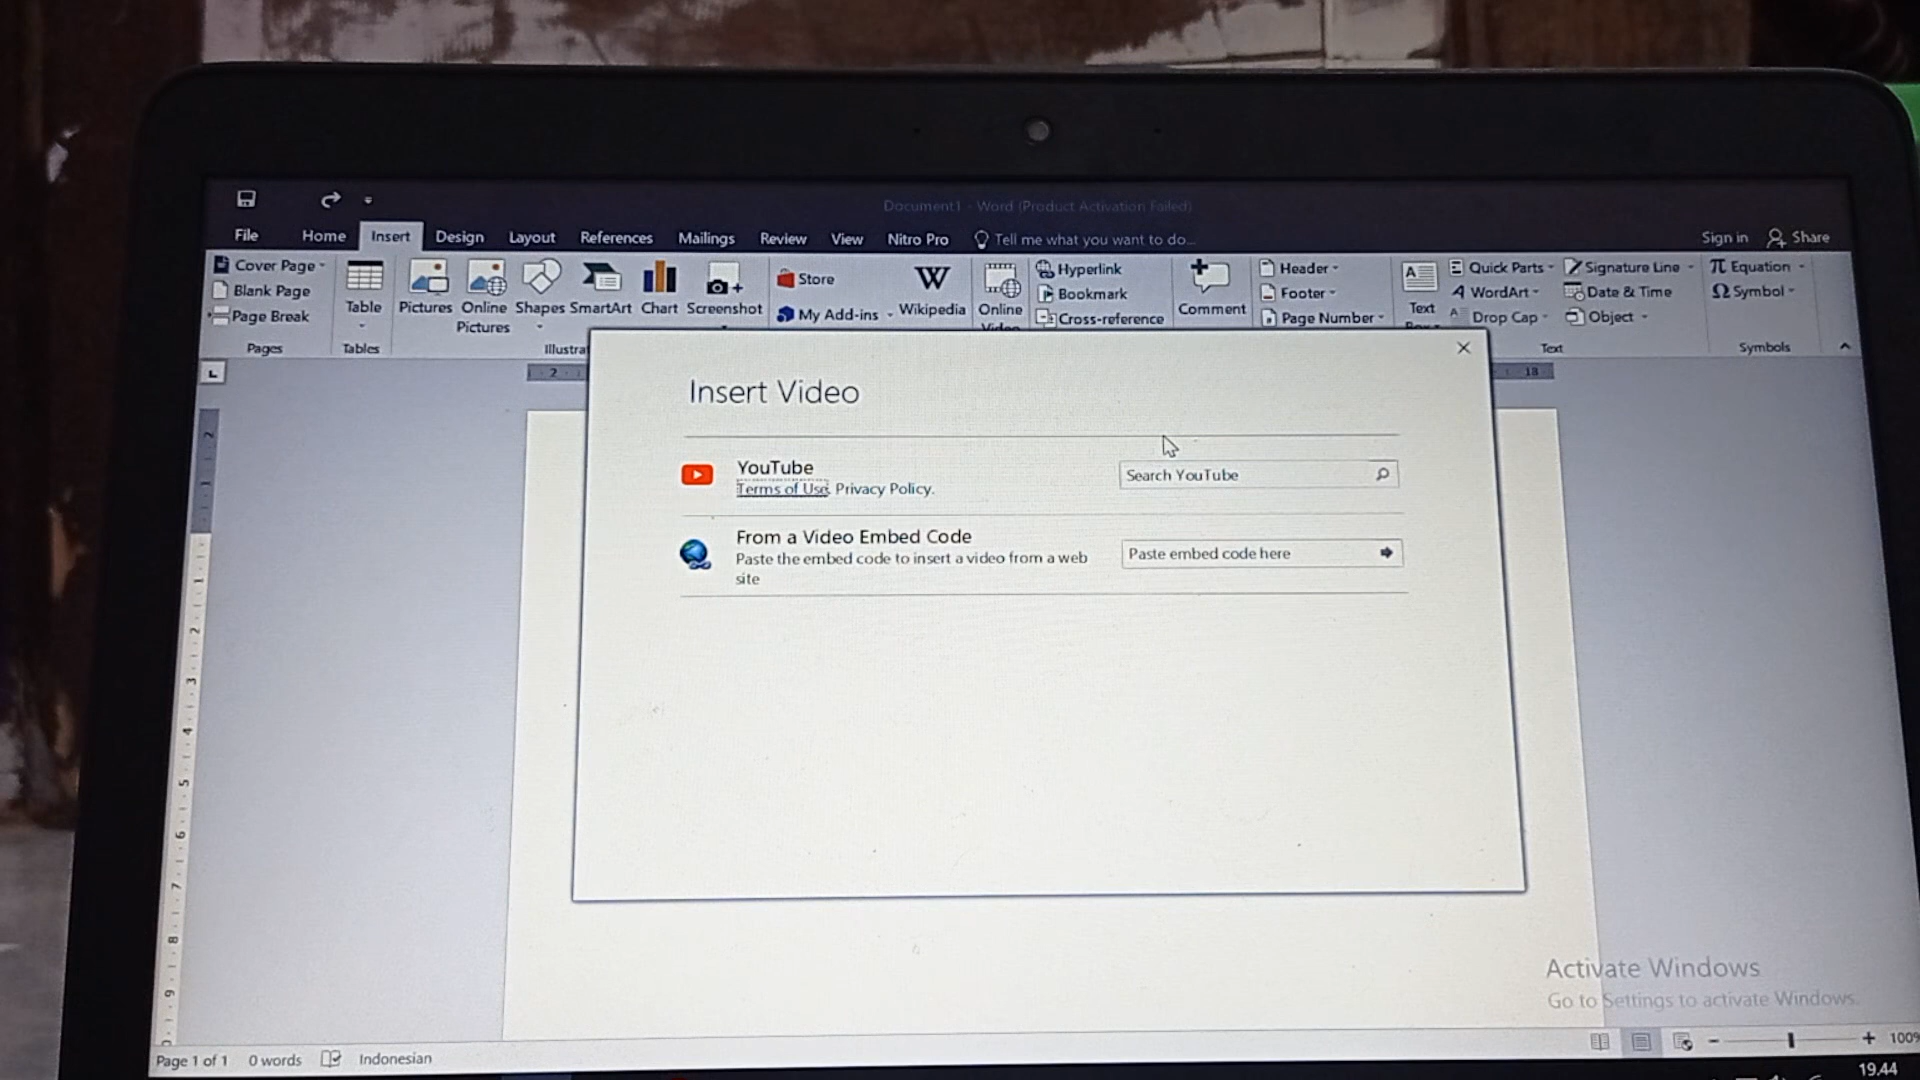 Document1 - Word (Product Activation Failed)
File Home Insert Design Layout References Mailings Review View Nitro Pro Tell me what you want to do... Sign in Share
Cover Page
Blank Page
Page Break
Pages
Table
Tables
Pictures
Online Pictures
Shapes
SmartArt
Chart
Screenshot
Store
My Add-ins
Wikipedia
Online
Video
Hyperlink
Bookmark
Cross-reference
Comment
Header
Footer
Page Number
Text
Box
Quick Parts
WordArt
Drop Cap
Signature Line
Date & Time
Object
Text
π Equation
Ω Symbol
Symbols
2
18
Insert Video
YouTube
Terms of Use Privacy Policy.
Search YouTube
From a Video Embed Code
Paste the embed code to insert a video from a web
site
Paste embed code here
Activate Windows
Go to Settings to activate Windows.
Page 1 of 1 0 words Indonesian
100%
19.44